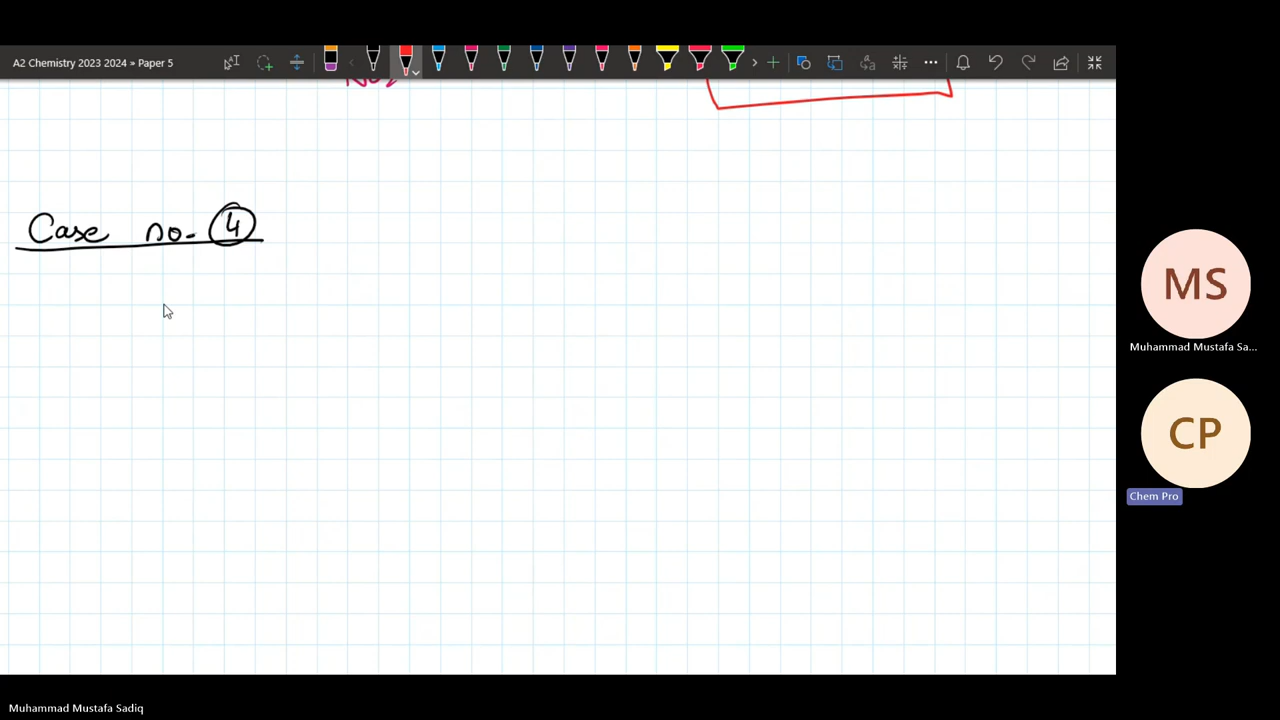 A2 Chemistry 2023 2024 » Paper 5
Case no. 4
MS
Muhammad Mustafa Sa...
CP
Chem Pro
Muhammad Mustafa Sadiq